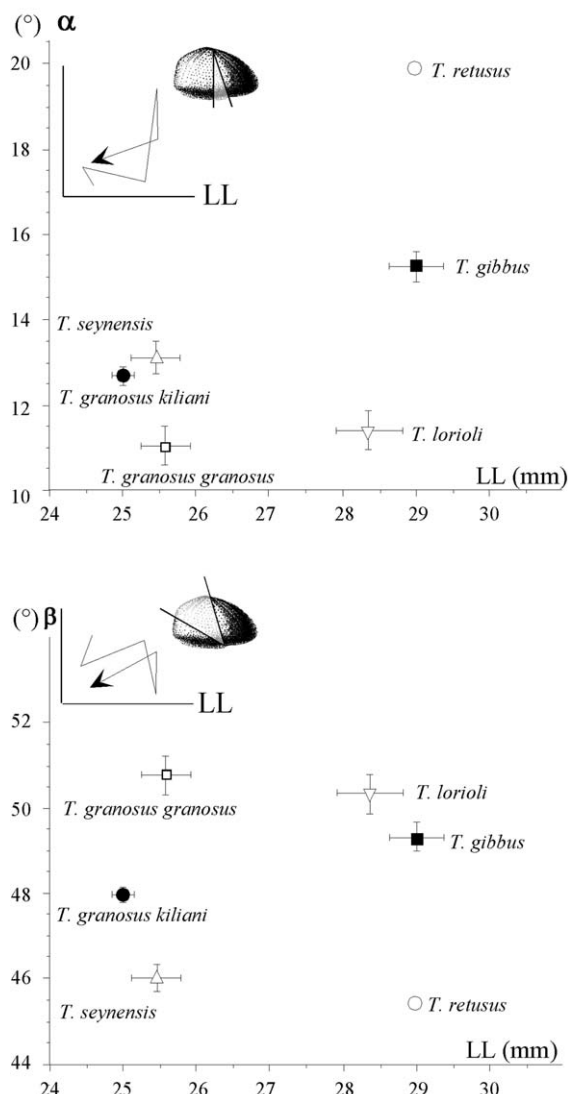 (°) α
20
T. retusus
18
LL
16
T. gibbus
14
T. seynensis
T. granosus kiliani
12
T. lorioli
T. granosus granosus
LL (mm)
10
24 25 26 27 28 29 30
(°) β
LL
52
T. granosus granosus
T. lorioli
50
T. gibbus
48
T. granosus kiliani
46
T. seynensis
T. retusus
LL (mm)
44
24 25 26 27 28 29 30